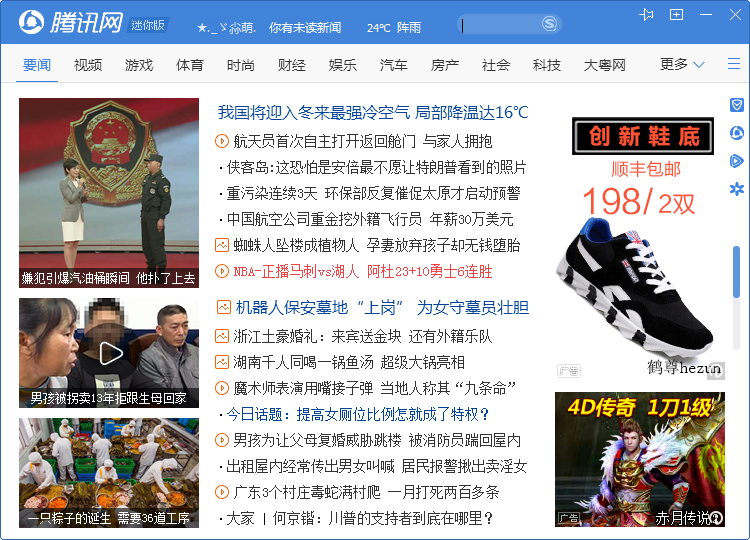 腾讯网 迷你版
★._ゞ淼萌. 你有未读新闻 24℃ 阵雨
要闻 视频 游戏 体育 时尚 财经 娱乐 汽车 房产 社会 科技 大粤网 更多
嫌犯引爆汽油桶瞬间 他扑了上去
男孩被拐卖13年拒跟生母回家
一只粽子的诞生 需要36道工序
我国将迎入冬来最强冷空气 局部降温达16℃
航天员首次自主打开返回舱门 与家人拥抱
·侠客岛:这恐怕是安倍最不愿让特朗普看到的照片
·重污染连续3天 环保部反复催促太原才启动预警
·中国航空公司重金挖外籍飞行员 年薪30万美元
蜘蛛人坠楼成植物人 孕妻放弃孩子却无钱堕胎
NBA-正播马刺vs湖人 阿杜23+10勇士6连胜
机器人保安墓地“上岗” 为女守墓员壮胆
浙江土豪婚礼：来宾送金块 还有外籍乐队
湖南千人同喝一锅鱼汤 超级大锅亮相
魔术师表演用嘴接子弹 当地人称其“九条命”
·今日话题：提高女厕位比例怎就成了特权？
男孩为让父母复婚威胁跳楼 被消防员踹回屋内
·出租屋内经常传出男女叫喊 居民报警揪出卖淫女
广东3个村庄毒蛇满村爬 一月打死两百多条
·大家 | 何京锴：川普的支持者到底在哪里？
创新鞋底
顺丰包邮
198/2双
鹤尊hezun
广告
4D传奇 1刀1级
广告
赤月传说